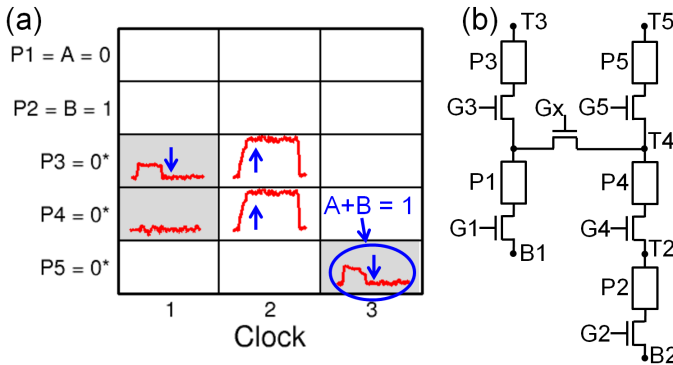 (a)
P1 = A = 0
P2 = B = 1
P3 = 0*
P4 = 0*
P5 = 0*
A+B = 1
1 2 3
Clock
(b)
T3 T5
P3 P5
G3 Gx G5
T4
P1 P4
G1 G4
B1 T2
P2
G2
B2